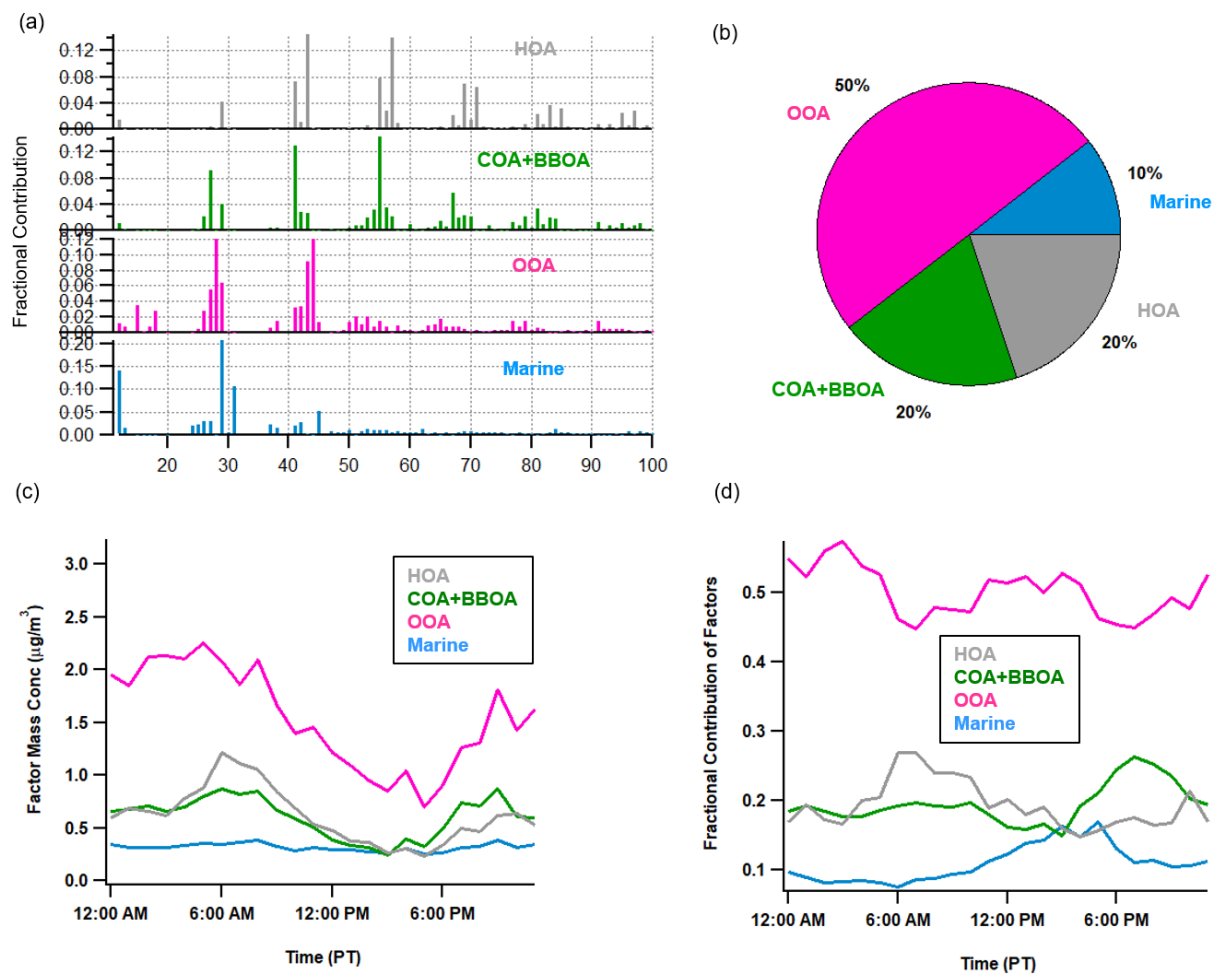 (a)
Fractional Contribution
0.12
0.08
0.04
0.00
HOA
0.12
0.08
0.04
0.00
COA+BBOA
0.12
0.10
0.08
0.06
0.04
0.02
0.00
OOA
0.20
0.15
0.10
0.05
0.00
Marine
20 30 40 50 60 70 80 90 100
(b)
50%
OOA
10%
Marine
HOA
20%
COA+BBOA
20%
(c)
Factor Mass Conc (µg/m³)
3.0
2.5
2.0
1.5
1.0
0.5
0.0
HOA
COA+BBOA
OOA
Marine
12:00 AM 6:00 AM 12:00 PM 6:00 PM
Time (PT)
(d)
Fractional Contribution of Factors
0.5
0.4
0.3
0.2
0.1
HOA
COA+BBOA
OOA
Marine
12:00 AM 6:00 AM 12:00 PM 6:00 PM
Time (PT)